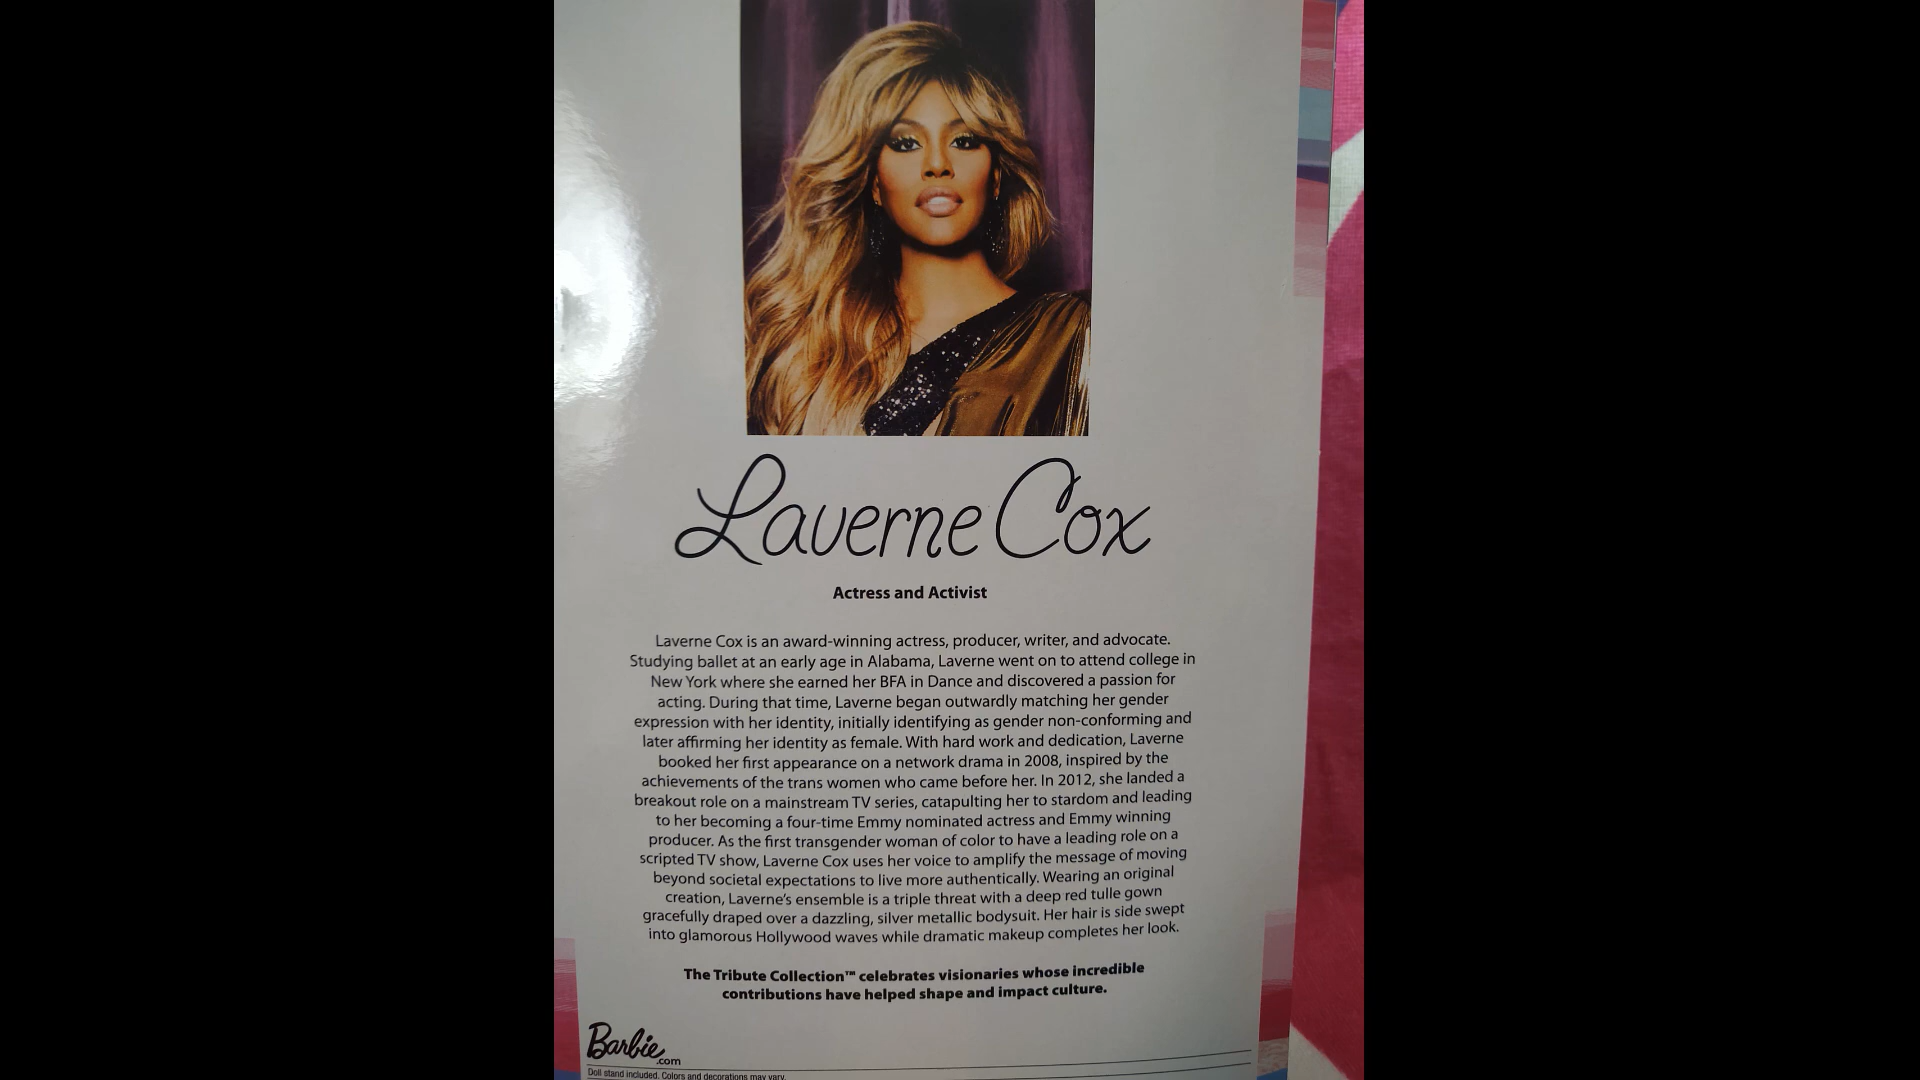 Laverne Cox
Actress and Activist
Laverne Cox is an award-winning actress, producer, writer, and advocate.
Studying ballet at an early age in Alabama, Laverne went on to attend college in
New York where she earned her BFA in Dance and discovered a passion for
acting. During that time, Laverne began outwardly matching her gender
expression with her identity, initially identifying as gender non-conforming and
later affirming her identity as female. With hard work and dedication, Laverne
booked her first appearance on a network drama in 2008, inspired by the
achievements of the trans women who came before her. In 2012, she landed a
breakout role on a mainstream TV series, catapulting her to stardom and leading
to her becoming a four-time Emmy nominated actress and Emmy winning
producer. As the first transgender woman of color to have a leading role on a
scripted TV show, Laverne Cox uses her voice to amplify the message of moving
beyond societal expectations to live more authentically. Wearing an original
creation, Laverne's ensemble is a triple threat with a deep red tulle gown
gracefully draped over a dazzling, silver metallic bodysuit. Her hair is side swept
into glamorous Hollywood waves while dramatic makeup completes her look.
The Tribute Collection™ celebrates visionaries whose incredible
contributions have helped shape and impact culture.
Barbie.com
Doll stand included. Colors and decorations may vary.